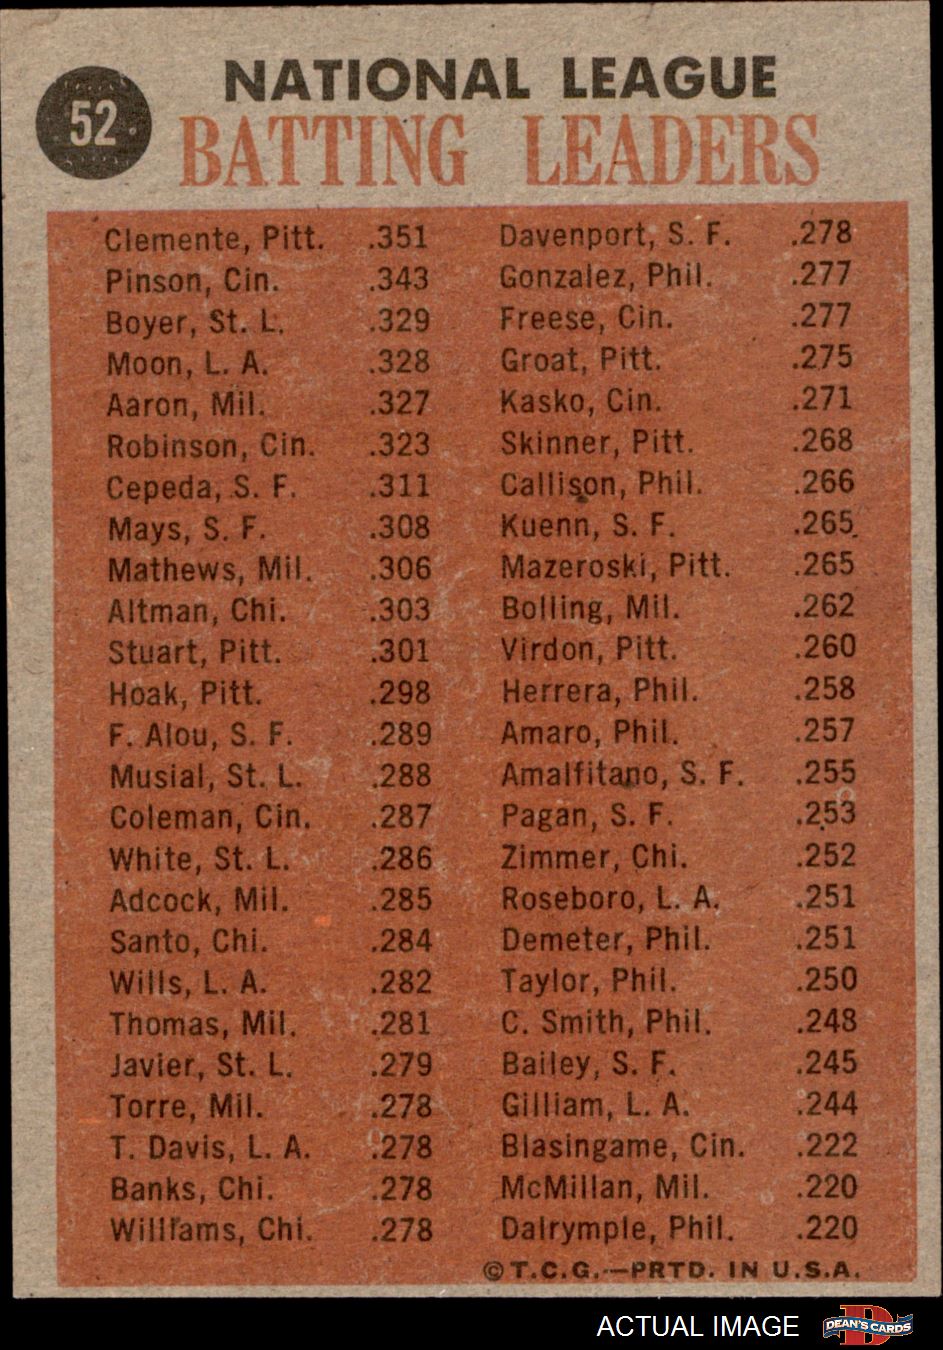 52
NATIONAL LEAGUE
BATTING LEADERS
Clemente, Pitt. .351
Pinson, Cin. .343
Boyer, St. L. .329
Moon, L. A. .328
Aaron, Mil. .327
Robinson, Cin. .323
Cepeda, S. F. .311
Mays, S. F. .308
Mathews, Mil. .306
Altman, Chi. .303
Stuart, Pitt. .301
Hoak, Pitt. .298
F. Alou, S. F. .289
Musial, St. L. .288
Coleman, Cin. .287
White, St. L. .286
Adcock, Mil. .285
Santo, Chi. .284
Wills, L. A. .282
Thomas, Mil. .281
Javier, St. L. .279
Torre, Mil. .278
T. Davis, L. A. .278
Banks, Chi. .278
Williams, Chi. .278
Davenport, S. F. .278
Gonzalez, Phil. .277
Freese, Cin. .277
Groat, Pitt. .275
Kasko, Cin. .271
Skinner, Pitt. .268
Callison, Phil. .266
Kuenn, S. F. .265
Mazeroski, Pitt. .265
Bolling, Mil. .262
Virdon, Pitt. .260
Herrera, Phil. .258
Amaro, Phil. .257
Amalfitano, S. F. .255
Pagan, S. F. .253
Zimmer, Chi. .252
Roseboro, L. A. .251
Demeter, Phil. .251
Taylor, Phil. .250
C. Smith, Phil. .248
Bailey, S. F. .245
Gilliam, L. A. .244
Blasingame, Cin. .222
McMillan, Mil. .220
Dalrymple, Phil. .220
©T.C.G.—PRTD. IN U.S.A.
ACTUAL IMAGE
DEAN'S CARDS